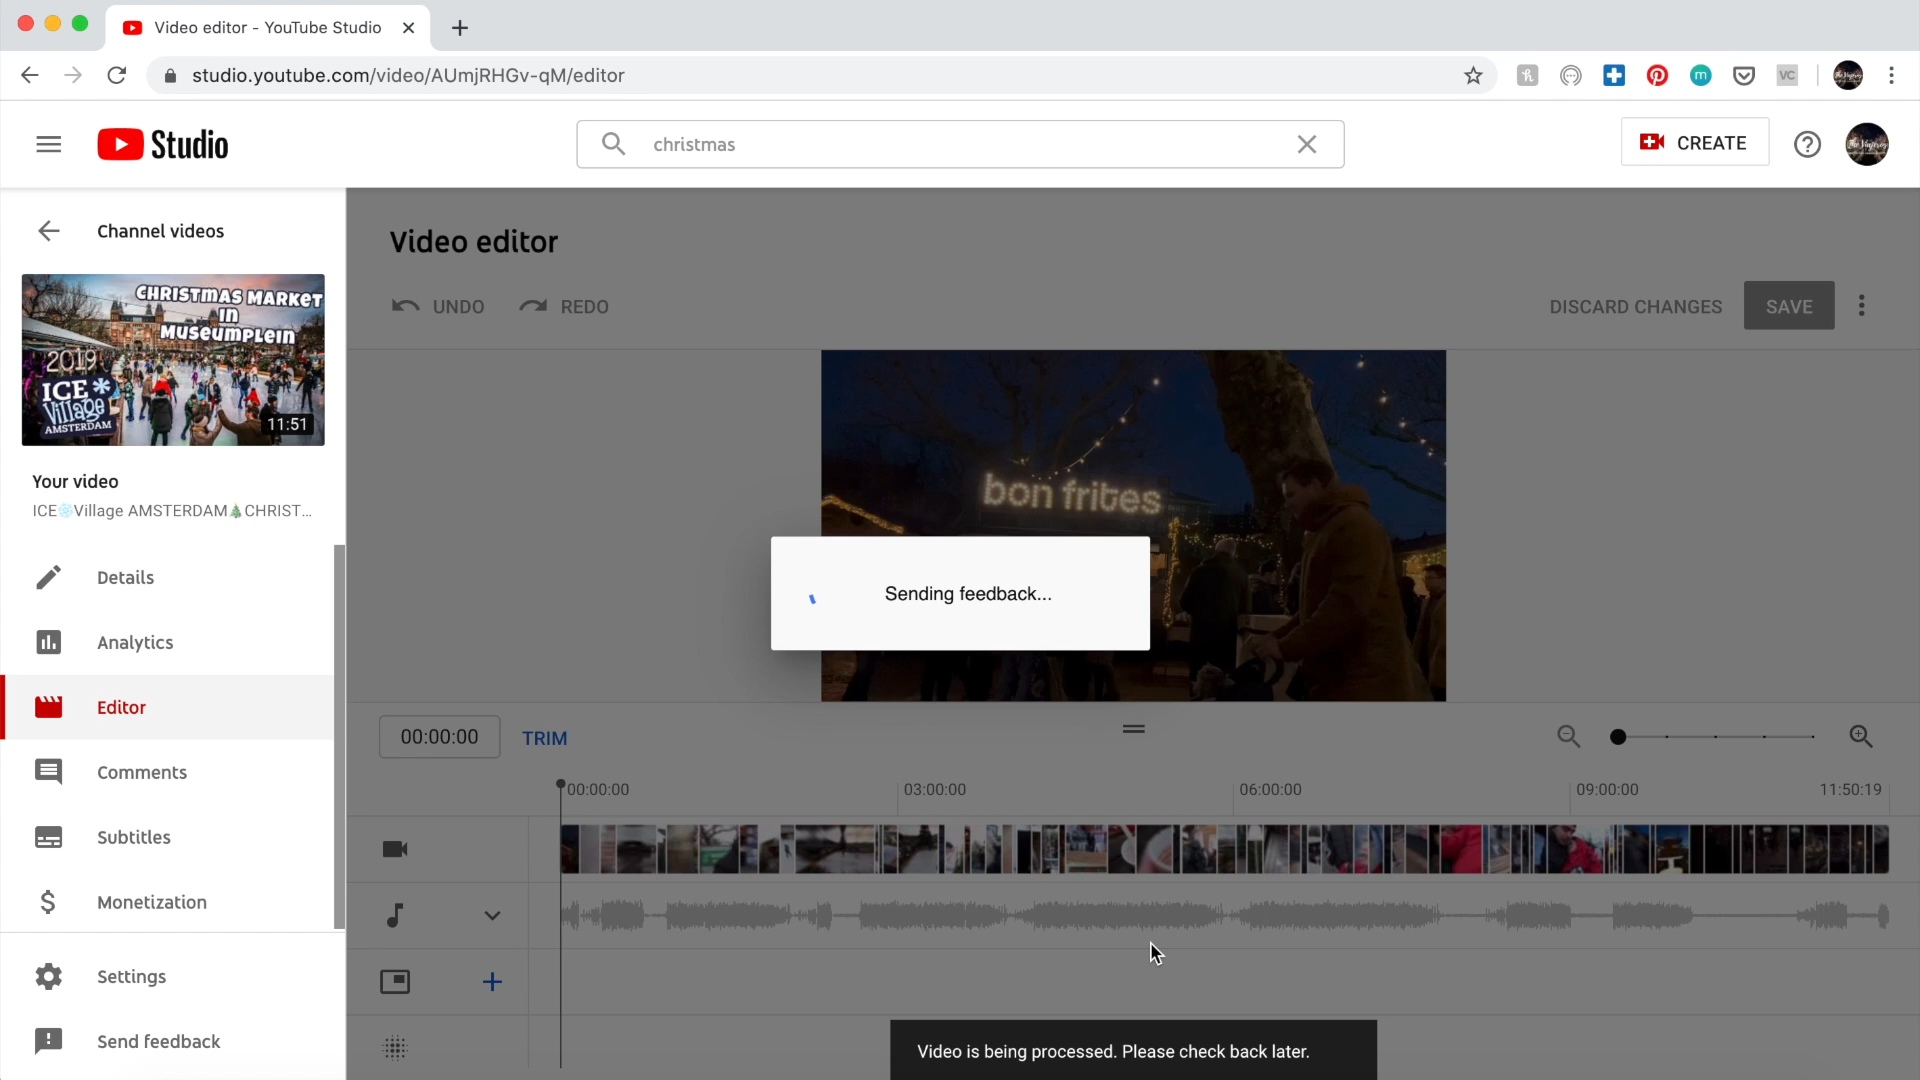 Video editor - YouTube Studio
studio.youtube.com/video/AUmjRHGv-qM/editor
VC
Studio
christmas
CREATE
Channel videos
CHRISTMAS MARKET
in
MUSEUMPLEIN
2019
ICE
Village
AMSTERDAM
11:51
Your video
ICE❄Village AMSTERDAM🎄CHRIST...
Details
Analytics
Editor
Comments
Subtitles
Monetization
Settings
Send feedback
Video editor
UNDO
REDO
DISCARD CHANGES
SAVE
bon frites
Sending feedback...
00:00:00
TRIM
00:00:00
03:00:00
06:00:00
09:00:00
11:50:19
Video is being processed. Please check back later.